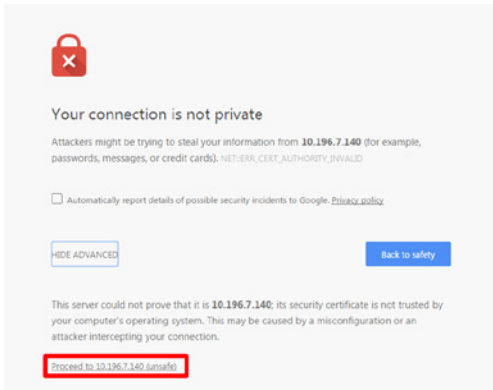 Your connection is not private
Attackers might be trying to steal your information from 10.196.7.140 (for example,
passwords, messages, or credit cards). NET::ERR_CERT_AUTHORITY_INVALID
Automatically report details of possible security incidents to Google. Privacy policy
HIDE ADVANCED
Back to safety
This server could not prove that it is 10.196.7.140; its security certificate is not trusted by
your computer's operating system. This may be caused by a misconfiguration or an
attacker intercepting your connection.
Proceed to 10.196.7.140 (unsafe)